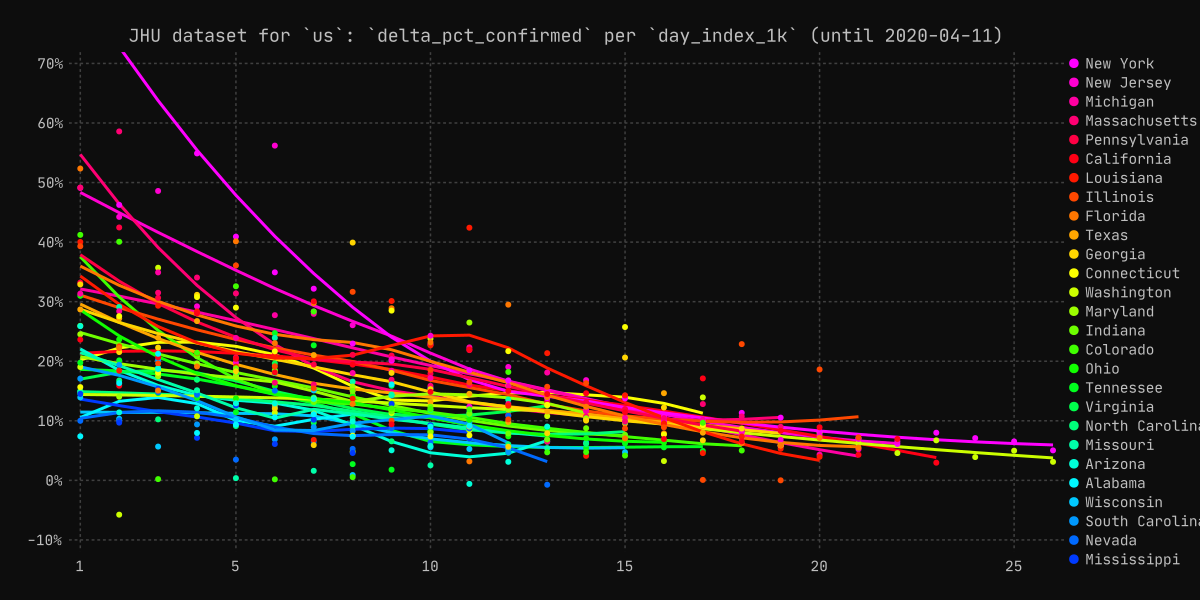 JHU dataset for `us`: `delta_pct_confirmed` per `day_index_1k` (until 2020-04-11)
70%
60%
50%
40%
30%
20%
10%
0%
-10%
1 5 10 15 20 25
New York
New Jersey
Michigan
Massachusetts
Pennsylvania
California
Louisiana
Illinois
Florida
Texas
Georgia
Connecticut
Washington
Maryland
Indiana
Colorado
Ohio
Tennessee
Virginia
North Carolina
Missouri
Arizona
Alabama
Wisconsin
South Carolina
Nevada
Mississippi